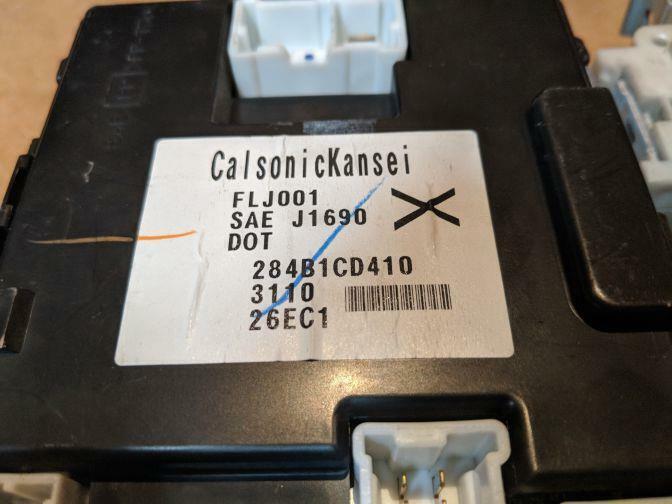 CalsonicKansei
FLJ001
SAE J1690
DOT
284B1CD410
3110
26EC1